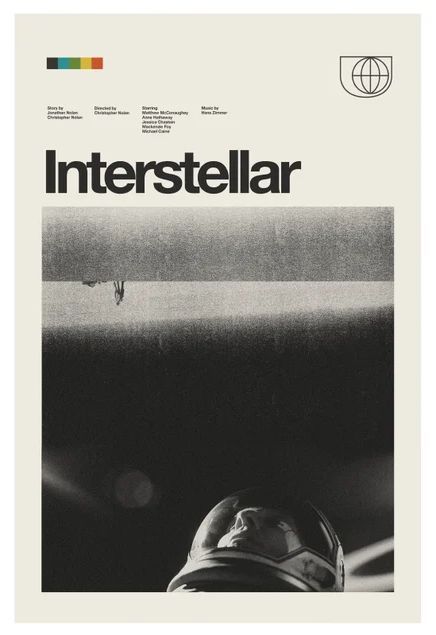 Story by
Jonathan Nolan
Christopher Nolan
Directed by
Christopher Nolan
Starring
Matthew McConaughey
Anne Hathaway
Jessica Chastain
Mackenzie Foy
Michael Caine
Music by
Hans Zimmer
Interstellar